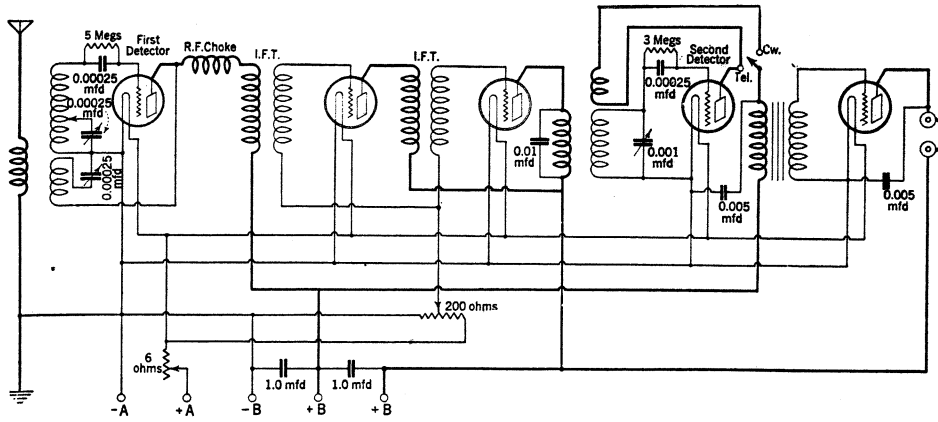 5 Megs
First
Detector
R.F.Choke
I.F.T.
I.F.T.
3 Megs
Second
Detector
Cw.
Tel.
0.00025
mfd
0.00025
mfd
0.00025
mfd
0.01
mfd
0.00025
mfd
0.001
mfd
0.005
mfd
0.005
mfd
200 ohms
6
ohms
1.0 mfd
1.0 mfd
-A
+A
-B
+B
+B